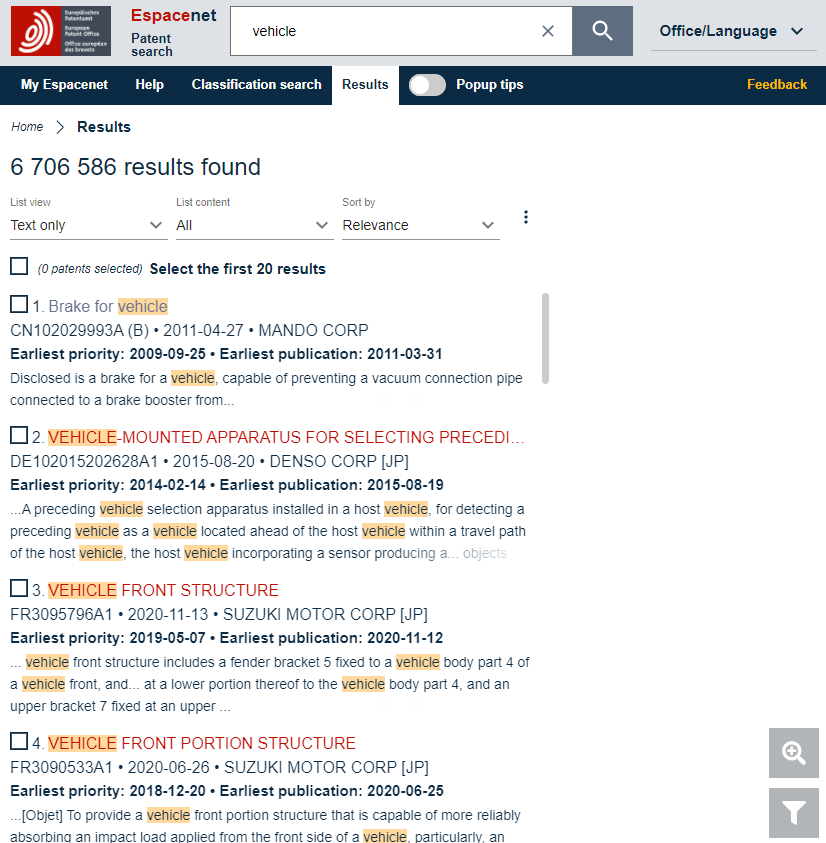 Europäisches
Patentamt
European
Patent Office
Office européen
des brevets
Espacenet
Patent
search
vehicle
Office/Language
My Espacenet Help Classification search Results Popup tips Feedback
Home Results
6 706 586 results found
List view List content Sort by
Text only All Relevance
(0 patents selected) Select the first 20 results
1. Brake for vehicle
CN102029993A (B) • 2011-04-27 • MANDO CORP
Earliest priority: 2009-09-25 • Earliest publication: 2011-03-31
Disclosed is a brake for a vehicle, capable of preventing a vacuum connection pipe
connected to a brake booster from...
2. VEHICLE-MOUNTED APPARATUS FOR SELECTING PRECEDI...
DE102015202628A1 • 2015-08-20 • DENSO CORP [JP]
Earliest priority: 2014-02-14 • Earliest publication: 2015-08-19
...A preceding vehicle selection apparatus installed in a host vehicle, for detecting a
preceding vehicle as a vehicle located ahead of the host vehicle within a travel path
of the host vehicle, the host vehicle incorporating a sensor producing a... objects
3. VEHICLE FRONT STRUCTURE
FR3095796A1 • 2020-11-13 • SUZUKI MOTOR CORP [JP]
Earliest priority: 2019-05-07 • Earliest publication: 2020-11-12
... vehicle front structure includes a fender bracket 5 fixed to a vehicle body part 4 of
a vehicle front, and... at a lower portion thereof to the vehicle body part 4, and an
upper bracket 7 fixed at an upper ...
4. VEHICLE FRONT PORTION STRUCTURE
FR3090533A1 • 2020-06-26 • SUZUKI MOTOR CORP [JP]
Earliest priority: 2018-12-20 • Earliest publication: 2020-06-25
...[Objet] To provide a vehicle front portion structure that is capable of more reliably
absorbing an impact load applied from the front side of a vehicle, particularly, an